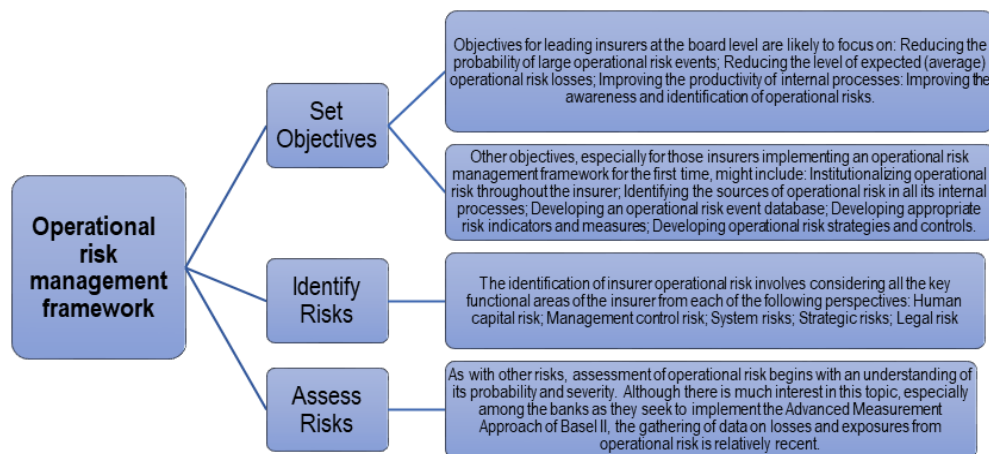 Operational
risk
management
framework
Set
Objectives
Objectives for leading insurers at the board level are likely to focus on: Reducing the
probability of large operational risk events; Reducing the level of expected (average)
operational risk losses; Improving the productivity of internal processes: Improving the
awareness and identification of operational risks.
Other objectives, especially for those insurers implementing an operational risk
management framework for the first time, might include: Institutionalizing operational
risk throughout the insurer; Identifying the sources of operational risk in all its internal
processes; Developing an operational risk event database; Developing appropriate
risk indicators and measures; Developing operational risk strategies and controls.
Identify
Risks
The identification of insurer operational risk involves considering all the key
functional areas of the insurer from each of the following perspectives: Human
capital risk; Management control risk; System risks; Strategic risks; Legal risk
Assess
Risks
As with other risks, assessment of operational risk begins with an understanding of
its probability and severity. Although there is much interest in this topic, especially
among the banks as they seek to implement the Advanced Measurement
Approach of Basel II, the gathering of data on losses and exposures from
operational risk is relatively recent.